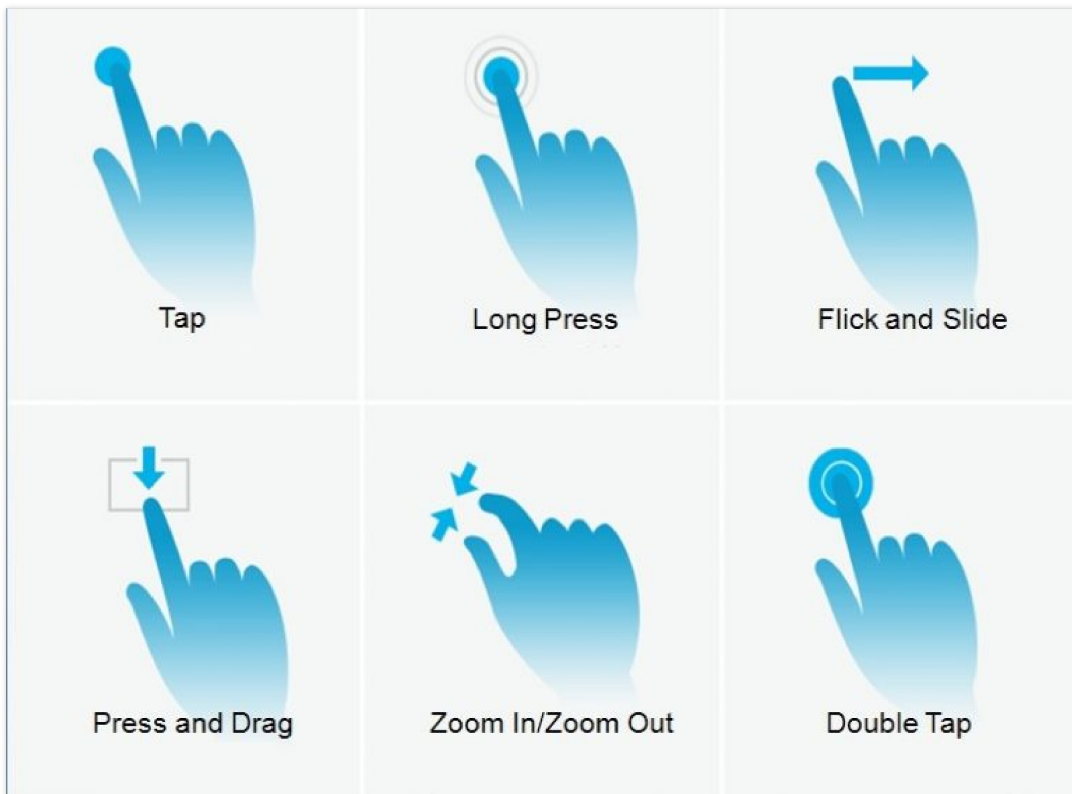 Tap
Long Press
Flick and Slide
Press and Drag
Zoom In/Zoom Out
Double Tap